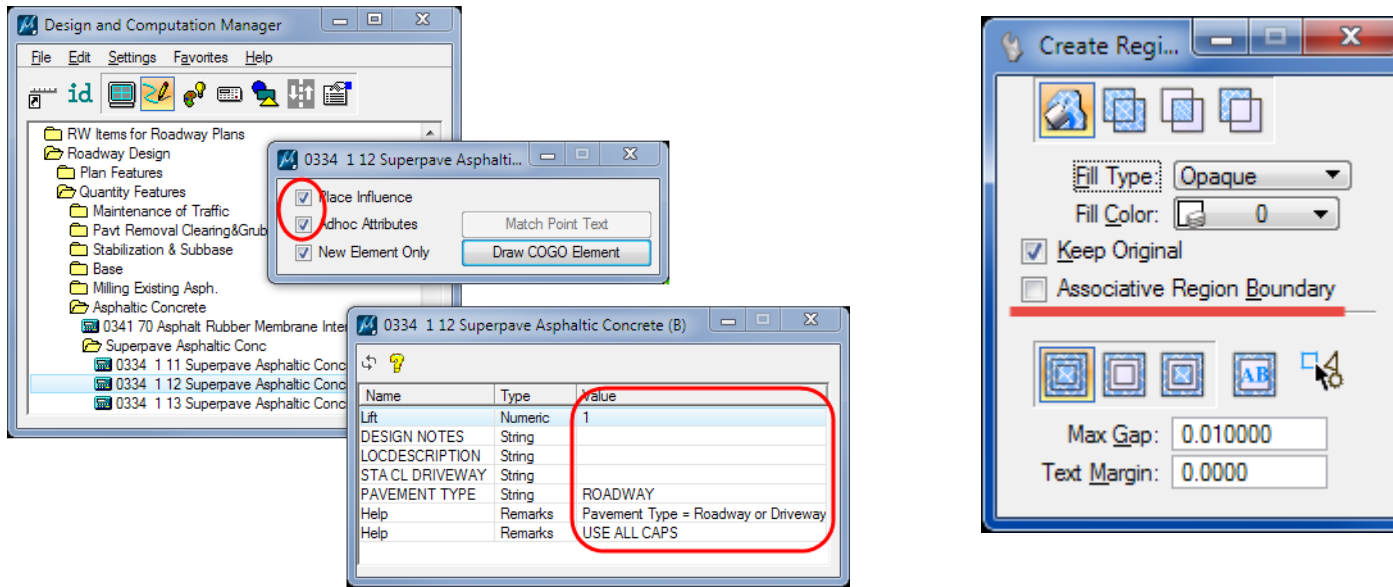 Design and Computation Manager
File Edit Settings Favorites Help
id
RW Items for Roadway Plans
Roadway Design
Plan Features
Quantity Features
Maintenance of Traffic
Pavt Removal Clearing&Grub
Stabilization & Subbase
Base
Milling Existing Asph.
Asphaltic Concrete
0341 70 Asphalt Rubber Membrane Inter
Superpave Asphaltic Conc
0334 1 11 Superpave Asphaltic Conc
0334 1 12 Superpave Asphaltic Conc
0334 1 13 Superpave Asphaltic Conc
0334 1 12 Superpave Asphalti...
Place Influence
Adhoc Attributes Match Point Text
New Element Only Draw COGO Element
0334 1 12 Superpave Asphaltic Concrete (B)
Name Type Value
Lift Numeric 1
DESIGN NOTES String
LOCDESCRIPTION String
STA CL DRIVEWAY String
PAVEMENT TYPE String ROADWAY
Help Remarks Pavement Type = Roadway or Driveway
Help Remarks USE ALL CAPS
Create Regi...
Fill Type: Opaque
Fill Color: 0
Keep Original
Associative Region Boundary
AB
Max Gap: 0.010000
Text Margin: 0.0000